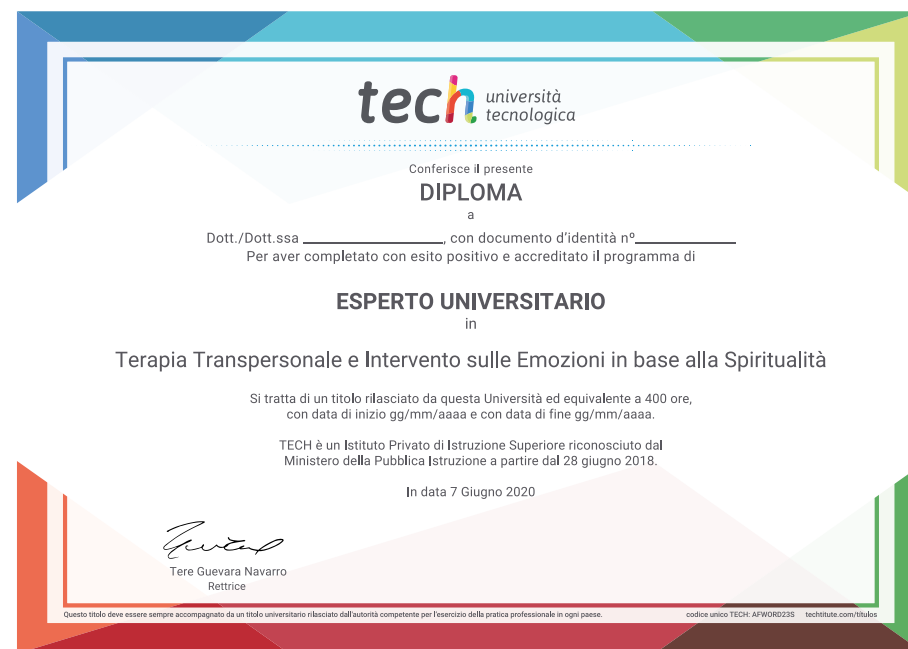 tech università
tecnologica
Conferisce il presente
DIPLOMA
a
Dott./Dott.ssa ____________________, con documento d'identità nº______________
Per aver completato con esito positivo e accreditato il programma di
ESPERTO UNIVERSITARIO
in
Terapia Transpersonale e Intervento sulle Emozioni in base alla Spiritualità
Si tratta di un titolo rilasciato da questa Università ed equivalente a 400 ore,
con data di inizio gg/mm/aaaa e con data di fine gg/mm/aaaa.
TECH è un Istituto Privato di Istruzione Superiore riconosciuto dal
Ministero della Pubblica Istruzione a partire dal 28 giugno 2018.
In data 7 Giugno 2020
Tere Guevara Navarro
Rettrice
Questo titolo deve essere sempre accompagnato da un titolo universitario rilasciato dall'autorità competente per l'esercizio della pratica professionale in ogni paese. codice unico TECH: AFWORD23S techtitute.com/titulos